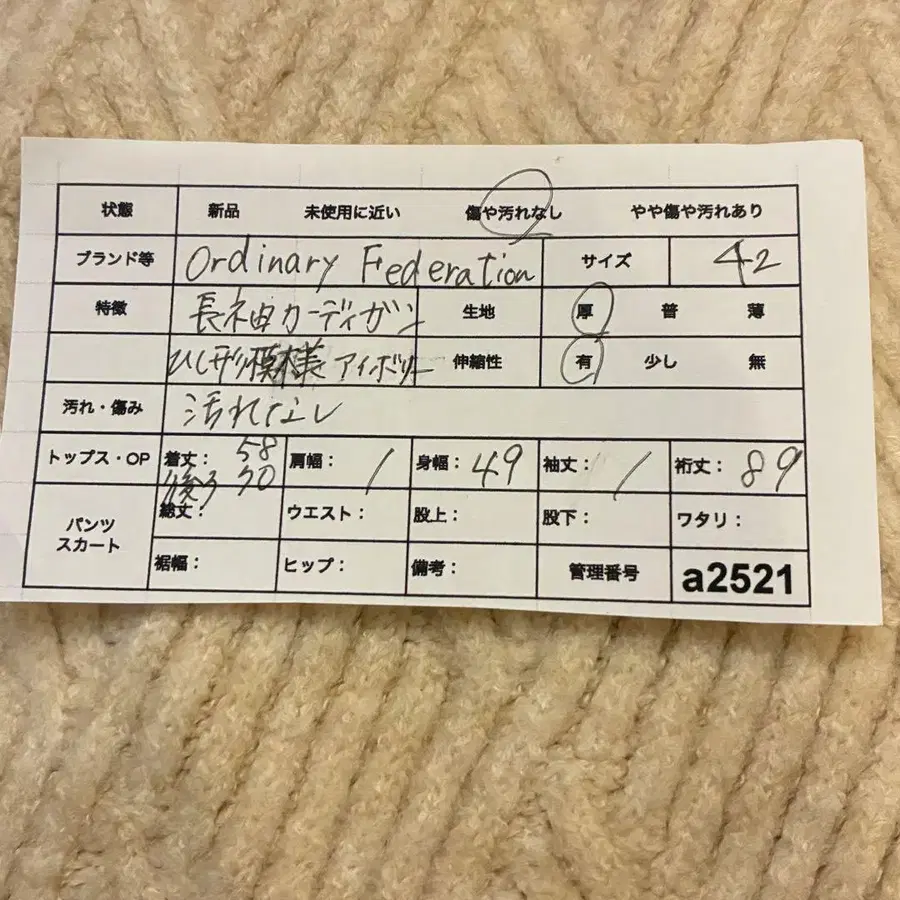 状態 新品 未使用に近い 傷や汚れなし やや傷や汚れあり
ブランド等 Ordinary Federation サイズ 42
特徴 長袖カーディガン 生地 厚 普 薄
ひし形模様 アイボリー 伸縮性 有 少し 無
汚れ・傷み 汚れなし
トップス・OP 着丈： 58 肩幅： / 身幅： 49 袖丈： / 裄丈： 89
後ろ 70
パンツ スカート 総丈： ウエスト： 股上： 股下： ワタリ：
裾幅： ヒップ： 備考： 管理番号 a2521